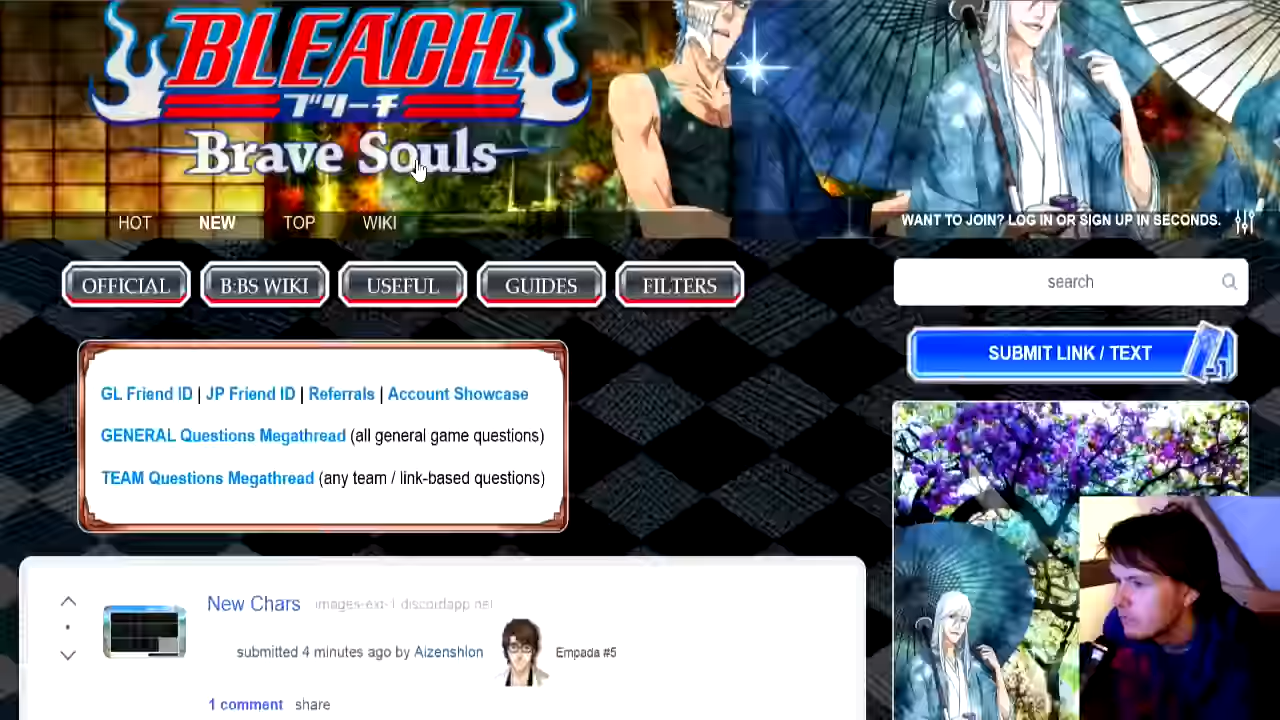 BLEACH
ブリーチ
Brave Souls
HOT NEW TOP WIKI
WANT TO JOIN? LOG IN OR SIGN UP IN SECONDS.
OFFICIAL B:BS WIKI USEFUL GUIDES FILTERS
search
SUBMIT LINK / TEXT
-1
GL Friend ID | JP Friend ID | Referrals | Account Showcase
GENERAL Questions Megathread (all general game questions)
TEAM Questions Megathread (any team / link-based questions)
New Chars images-ext-1.discordapp.net
submitted 4 minutes ago by Aizenshlon Empada #5
1 comment share